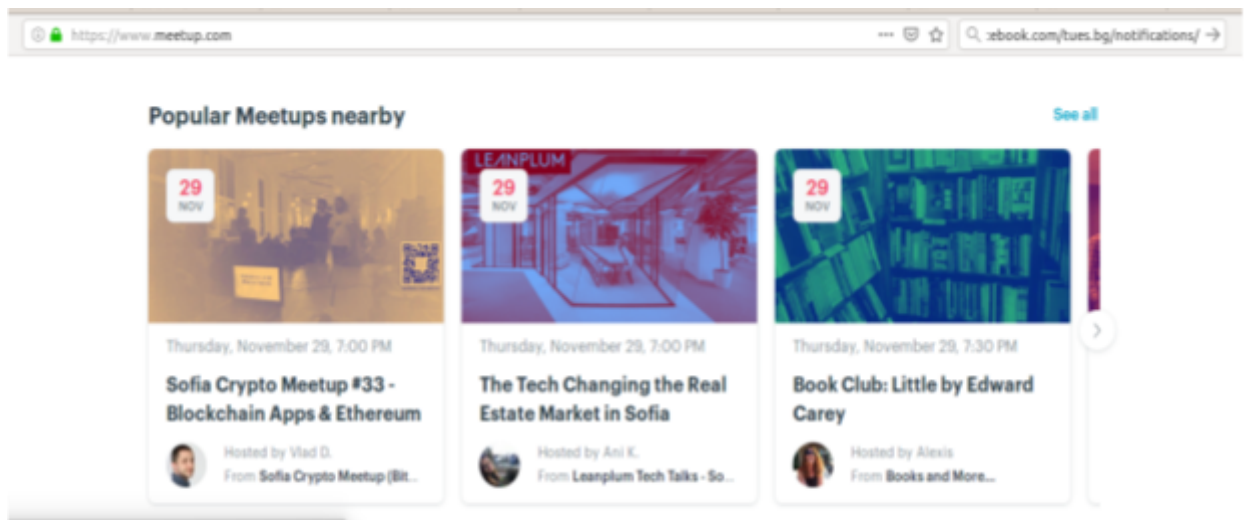 https://www.meetup.com
ebook.com/tues.bg/notifications/
Popular Meetups nearby
See all
29
NOV
LEANPLUM
29
NOV
29
NOV
Thursday, November 29, 7:00 PM
Sofia Crypto Meetup #33 -
Blockchain Apps & Ethereum
Hosted by Vlad D.
From Sofia Crypto Meetup (Bit...
Thursday, November 29, 7:00 PM
The Tech Changing the Real
Estate Market in Sofia
Hosted by Ani K.
From Leanplum Tech Talks - So...
Thursday, November 29, 7:30 PM
Book Club: Little by Edward
Carey
Hosted by Alexis
From Books and More...